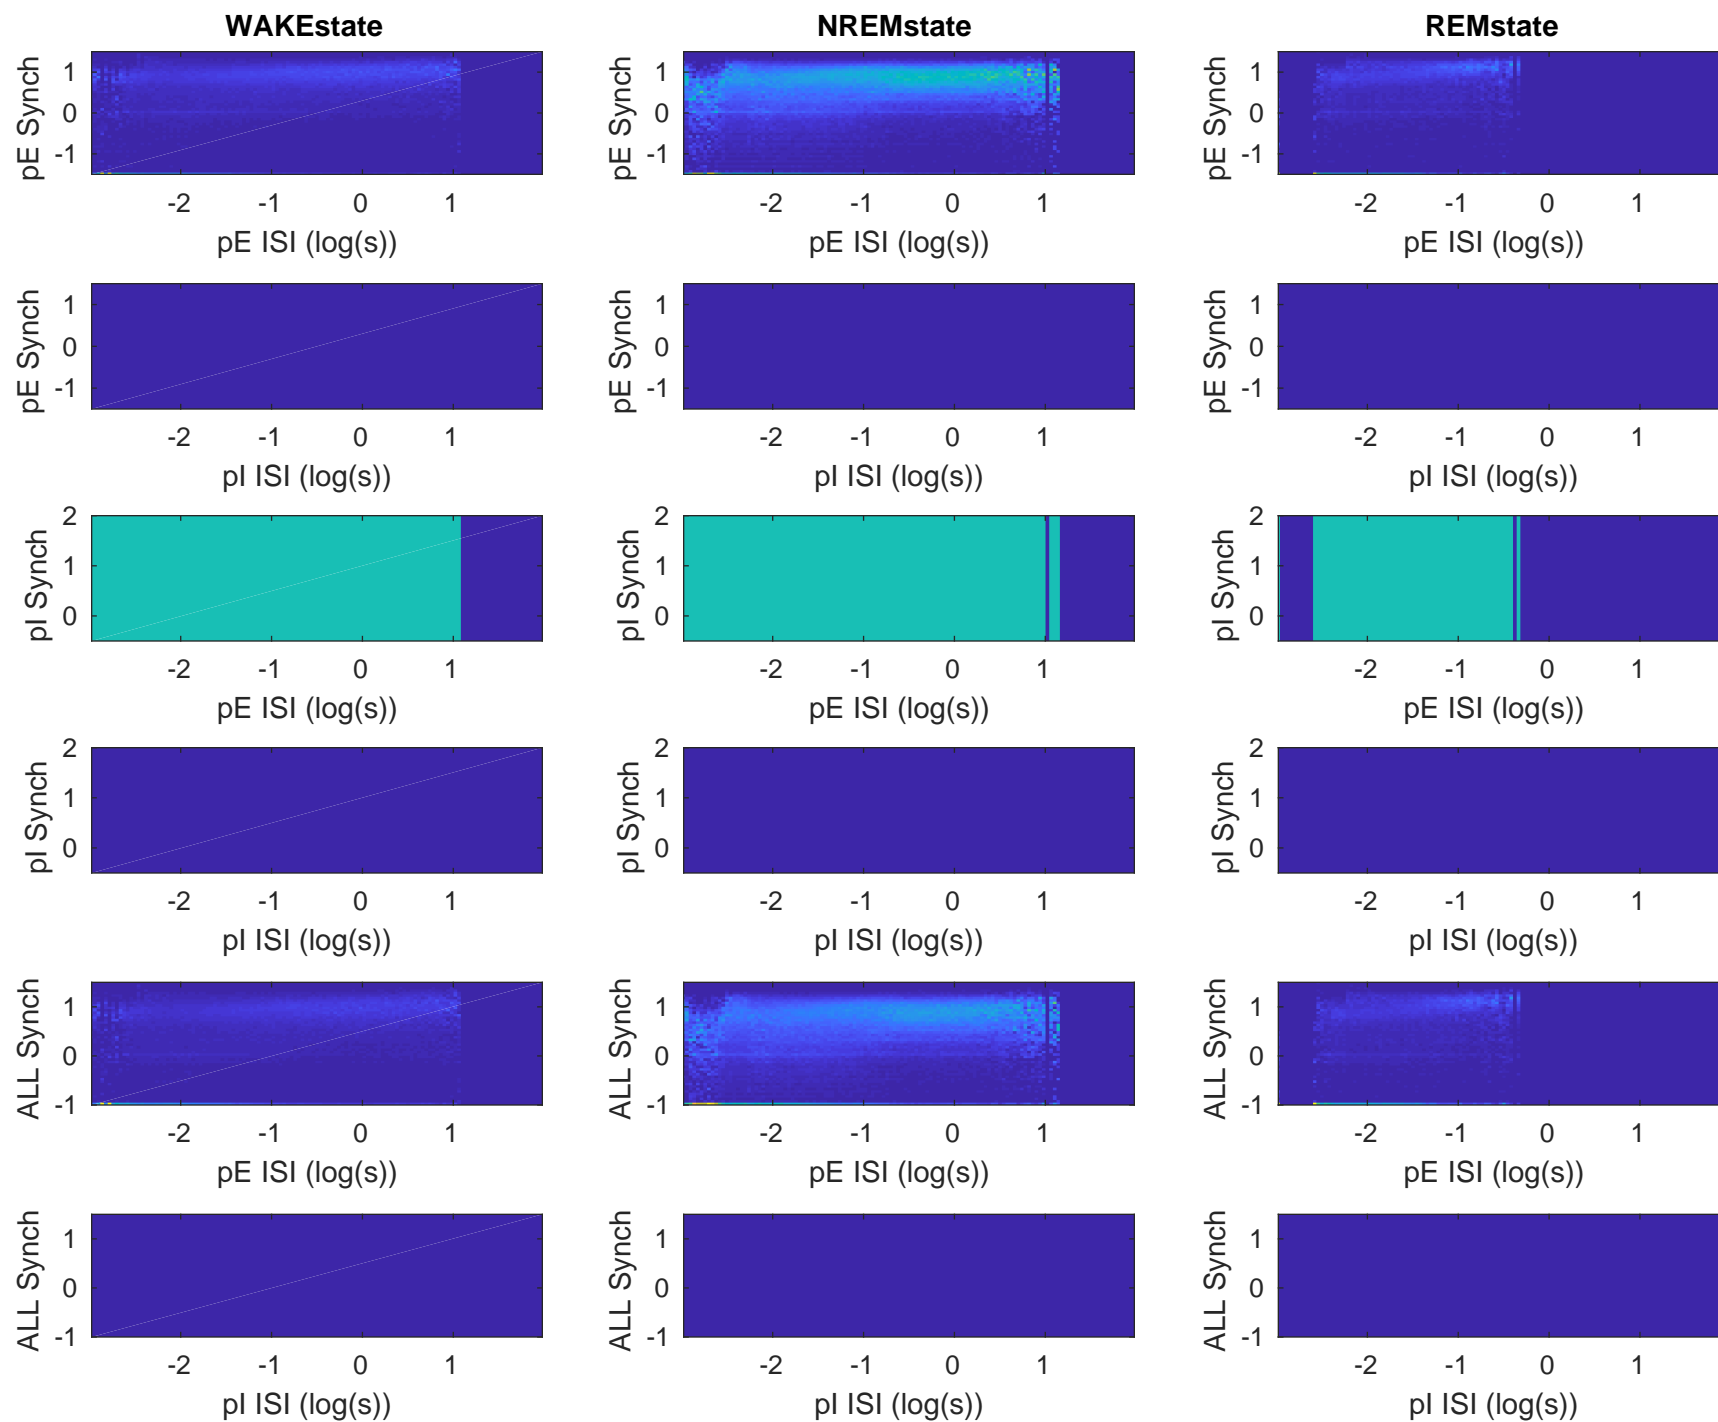 WAKEstate NREMstate REMstate
pE Synch 1 0 -1 pE Synch 1 0 -1 pE Synch 1 0 -1
-2 -1 0 1 -2 -1 0 1 -2 -1 0 1
pE ISI (log(s)) pE ISI (log(s)) pE ISI (log(s))
pE Synch 1 0 -1 pE Synch 1 0 -1 pE Synch 1 0 -1
-2 -1 0 1 -2 -1 0 1 -2 -1 0 1
pI ISI (log(s)) pI ISI (log(s)) pI ISI (log(s))
pI Synch 2 1 0 pI Synch 2 1 0 pI Synch 2 1 0
-2 -1 0 1 -2 -1 0 1 -2 -1 0 1
pE ISI (log(s)) pE ISI (log(s)) pE ISI (log(s))
pI Synch 2 1 0 pI Synch 2 1 0 pI Synch 2 1 0
-2 -1 0 1 -2 -1 0 1 -2 -1 0 1
pI ISI (log(s)) pI ISI (log(s)) pI ISI (log(s))
ALL Synch 1 0 -1 ALL Synch 1 0 -1 ALL Synch 1 0 -1
-2 -1 0 1 -2 -1 0 1 -2 -1 0 1
pE ISI (log(s)) pE ISI (log(s)) pE ISI (log(s))
ALL Synch 1 0 -1 ALL Synch 1 0 -1 ALL Synch 1 0 -1
-2 -1 0 1 -2 -1 0 1 -2 -1 0 1
pI ISI (log(s)) pI ISI (log(s)) pI ISI (log(s))